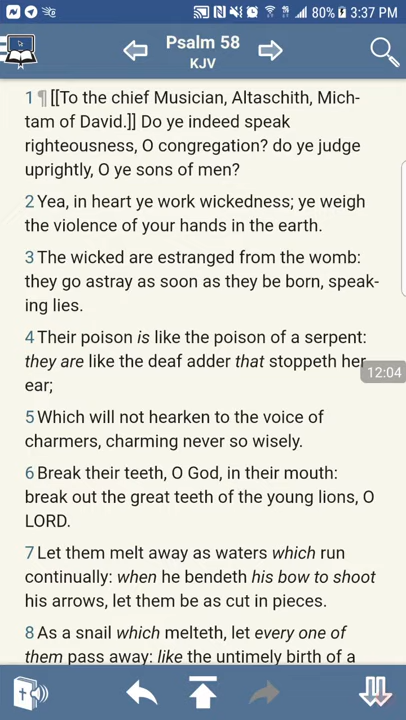 80% 3:37 PM
Psalm 58
KJV
1 ¶ [[To the chief Musician, Altaschith, Mich-
tam of David.]] Do ye indeed speak
righteousness, O congregation? do ye judge
uprightly, O ye sons of men?
2 Yea, in heart ye work wickedness; ye weigh
the violence of your hands in the earth.
3 The wicked are estranged from the womb:
they go astray as soon as they be born, speak-
ing lies.
4 Their poison is like the poison of a serpent:
they are like the deaf adder that stoppeth her
ear;
12:04
5 Which will not hearken to the voice of
charmers, charming never so wisely.
6 Break their teeth, O God, in their mouth:
break out the great teeth of the young lions, O
LORD.
7 Let them melt away as waters which run
continually: when he bendeth his bow to shoot
his arrows, let them be as cut in pieces.
8 As a snail which melteth, let every one of
them pass away: like the untimely birth of a